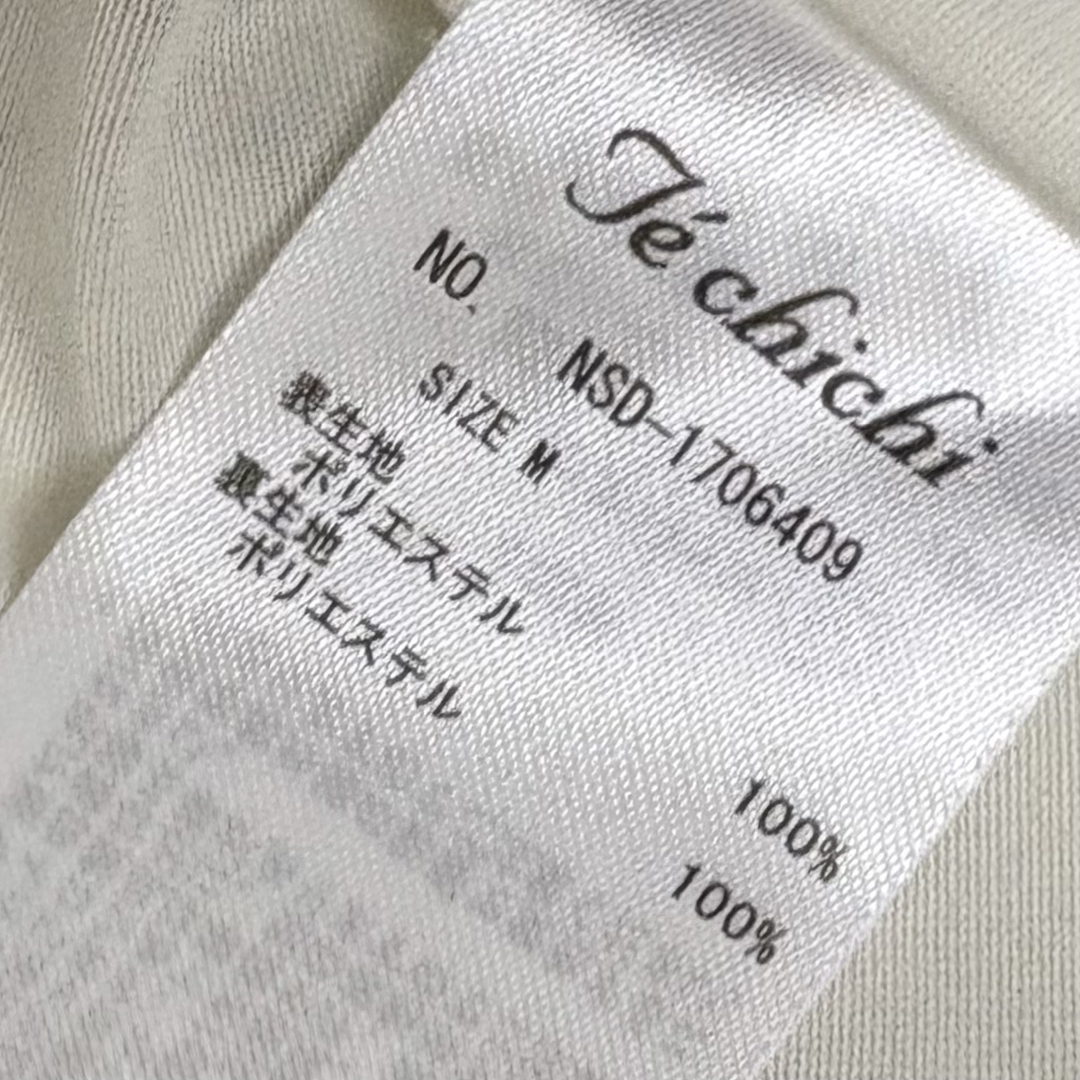 Té chichi
NO. NSD-1706409
SIZE M
表生地
ポリエステル 100%
裏生地
ポリエステル 100%